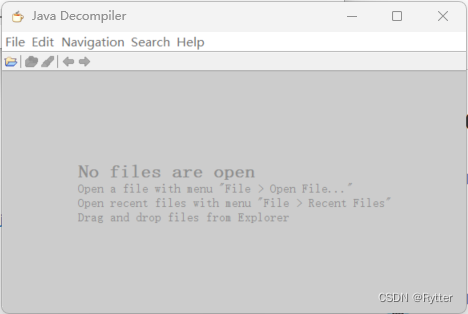 Java Decompiler
File Edit Navigation Search Help
No files are open
Open a file with menu "File > Open File..."
Open recent files with menu "File > Recent Files"
Drag and drop files from Explorer
CSDN @Rytter